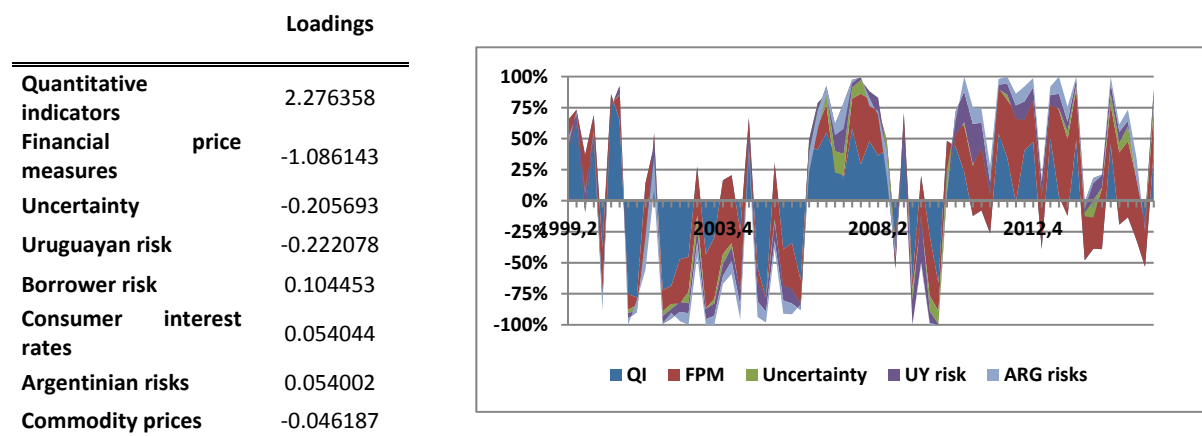 Loadings
Quantitative
indicators
2.276358
Financial price
measures
-1.086143
Uncertainty
-0.205693
Uruguayan risk
-0.222078
Borrower risk
0.104453
Consumer interest
rates
0.054044
Argentinian risks
0.054002
Commodity prices
-0.046187
100%
75%
50%
25%
0%
-25%
-50%
-75%
-100%
1999,2
2003,4
2008,2
2012,4
QI
FPM
Uncertainty
UY risk
ARG risks